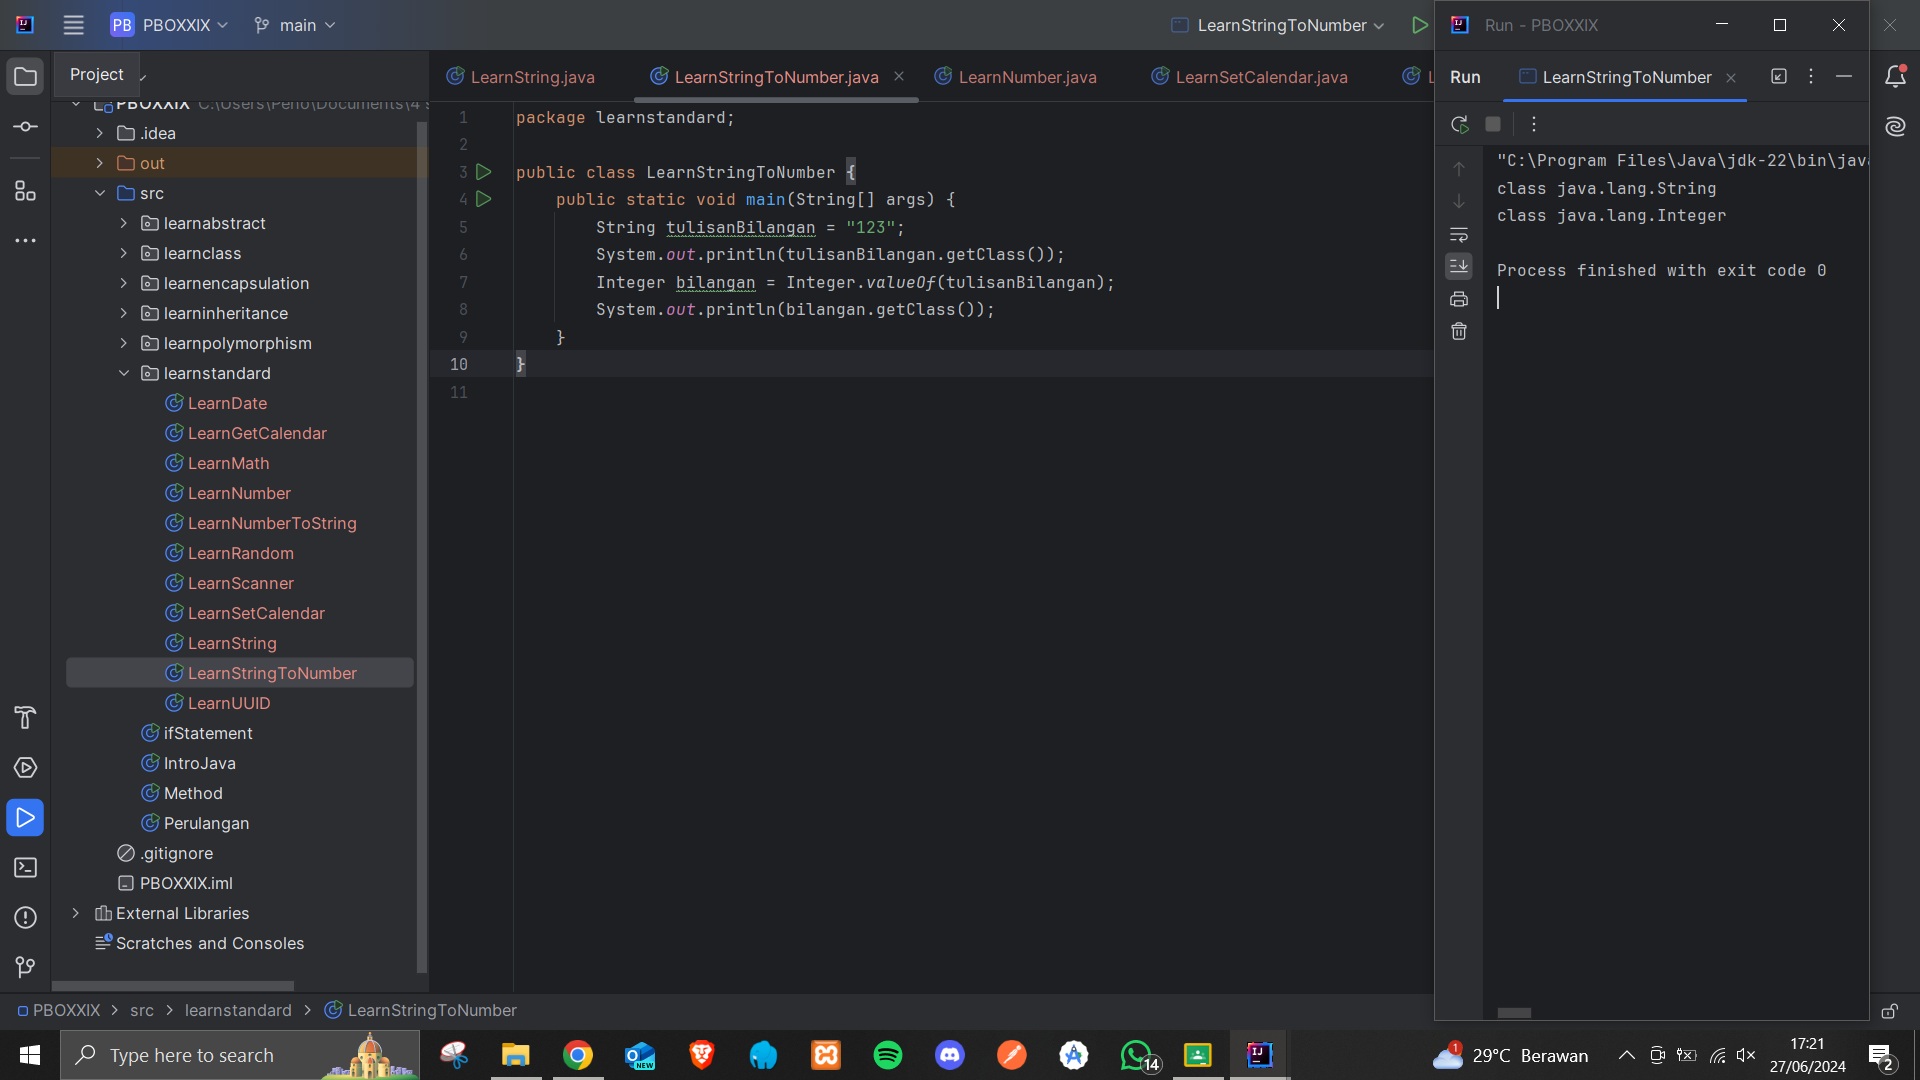 PB PBOXXIX main LearnStringToNumber
Run - PBOXXIX
Project
LearnString.java LearnStringToNumber.java LearnNumber.java LearnSetCalendar.java
Run LearnStringToNumber
PBOXXIX C:\Users\Peno\Documents\4 s
.idea
out
src
learnabstract
learnclass
learnencapsulation
learninheritance
learnpolymorphism
learnstandard
LearnDate
LearnGetCalendar
LearnMath
LearnNumber
LearnNumberToString
LearnRandom
LearnScanner
LearnSetCalendar
LearnString
LearnStringToNumber
LearnUUID
ifStatement
IntroJava
Method
Perulangan
.gitignore
PBOXXIX.iml
External Libraries
Scratches and Consoles
1 package learnstandard;
2
3 public class LearnStringToNumber {
4 public static void main(String[] args) {
5 String tulisanBilangan = "123";
6 System.out.println(tulisanBilangan.getClass());
7 Integer bilangan = Integer.valueOf(tulisanBilangan);
8 System.out.println(bilangan.getClass());
9 }
10 }
11
"C:\Program Files\Java\jdk-22\bin\java
class java.lang.String
class java.lang.Integer
Process finished with exit code 0
PBOXXIX > src > learnstandard > LearnStringToNumber
Type here to search
NEW
14
1
29°C Berawan
17:21
27/06/2024
2